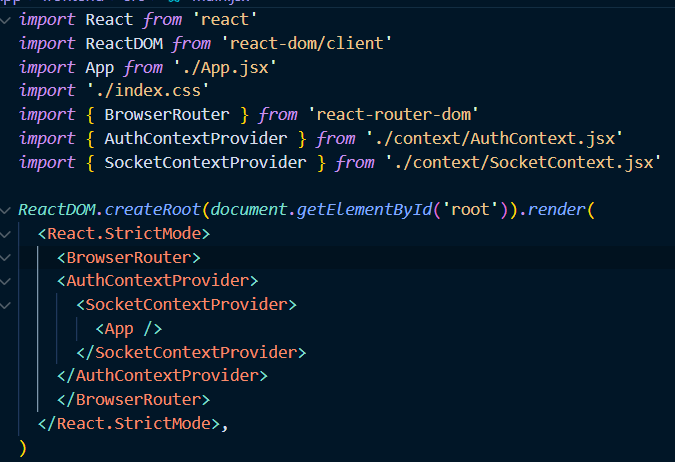 import React from 'react'
import ReactDOM from 'react-dom/client'
import App from './App.jsx'
import './index.css'
import { BrowserRouter } from 'react-router-dom'
import { AuthContextProvider } from './context/AuthContext.jsx'
import { SocketContextProvider } from './context/SocketContext.jsx'

ReactDOM.createRoot(document.getElementById('root')).render(
  <React.StrictMode>
    <BrowserRouter>
    <AuthContextProvider>
      <SocketContextProvider>
        <App />
      </SocketContextProvider>
    </AuthContextProvider>
    </BrowserRouter>
  </React.StrictMode>,
)